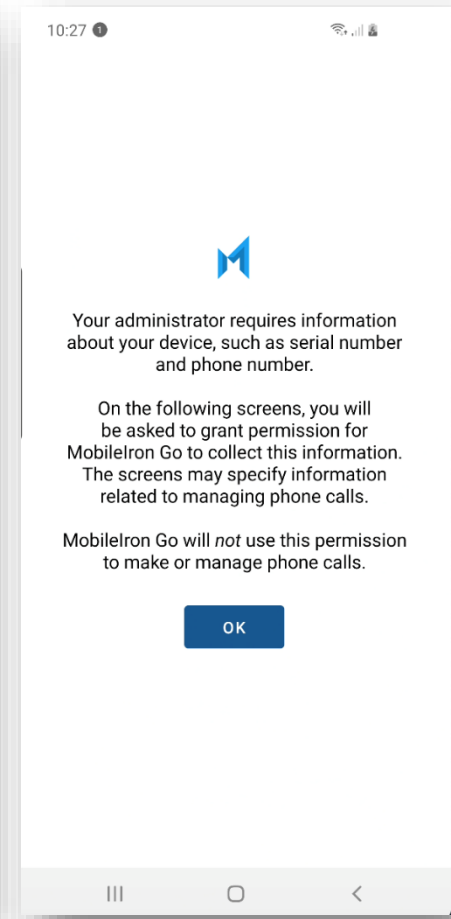 10:27 1
Your administrator requires information
about your device, such as serial number
and phone number.
On the following screens, you will
be asked to grant permission for
MobileIron Go to collect this information.
The screens may specify information
related to managing phone calls.
MobileIron Go will not use this permission
to make or manage phone calls.
OK